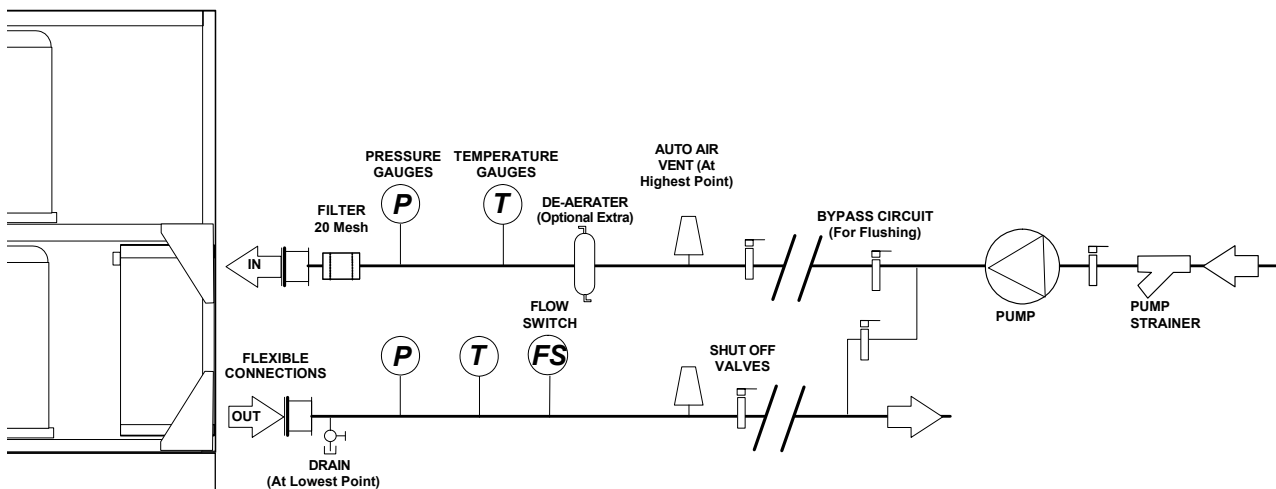 AUTO AIR
VENT (At
Highest Point)
PRESSURE
GAUGES
TEMPERATURE
GAUGES
FILTER
20 Mesh
P
T
DE-AERATER
(Optional Extra)
BYPASS CIRCUIT
(For Flushing)
IN
PUMP
PUMP
STRAINER
FLOW
SWITCH
FLEXIBLE
CONNECTIONS
P
T
FS
SHUT OFF
VALVES
OUT
DRAIN
(At Lowest Point)